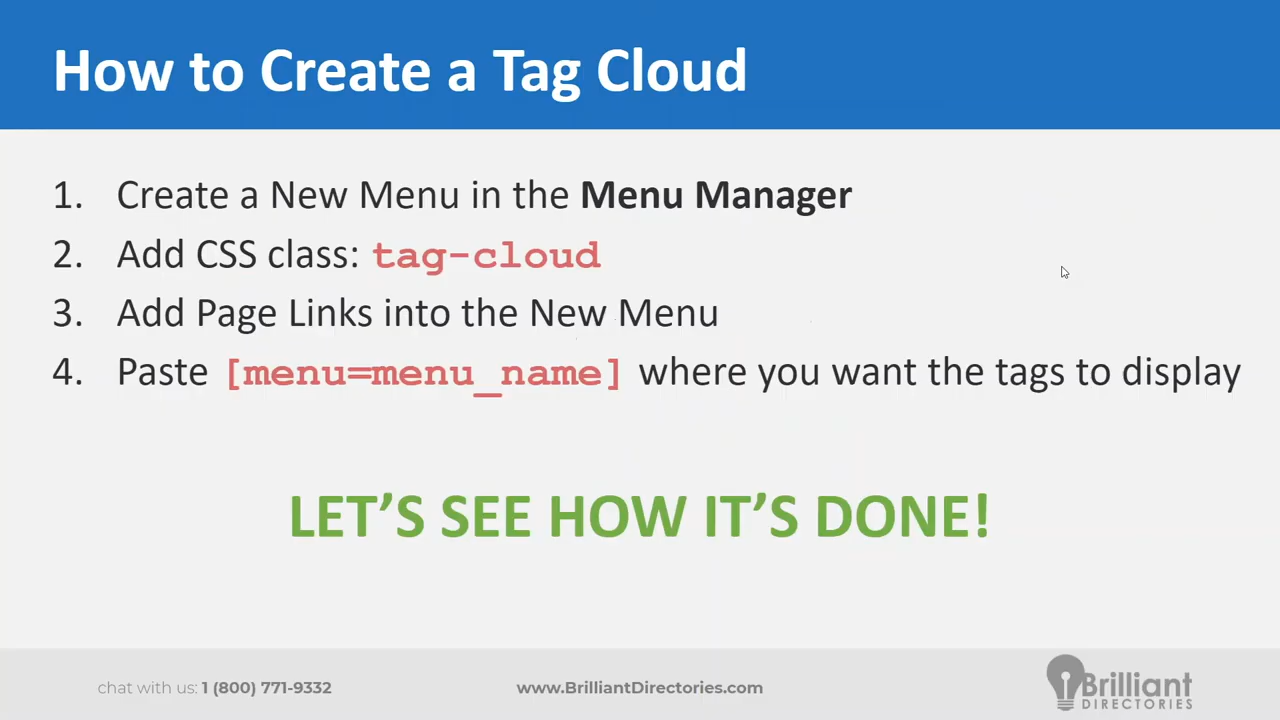 How to Create a Tag Cloud
1. Create a New Menu in the Menu Manager
2. Add CSS class: tag-cloud
3. Add Page Links into the New Menu
4. Paste [menu=menu_name] where you want the tags to display
LET’S SEE HOW IT’S DONE!
chat with us: 1 (800) 771-9332
www.BrilliantDirectories.com
Brilliant
DIRECTORIES